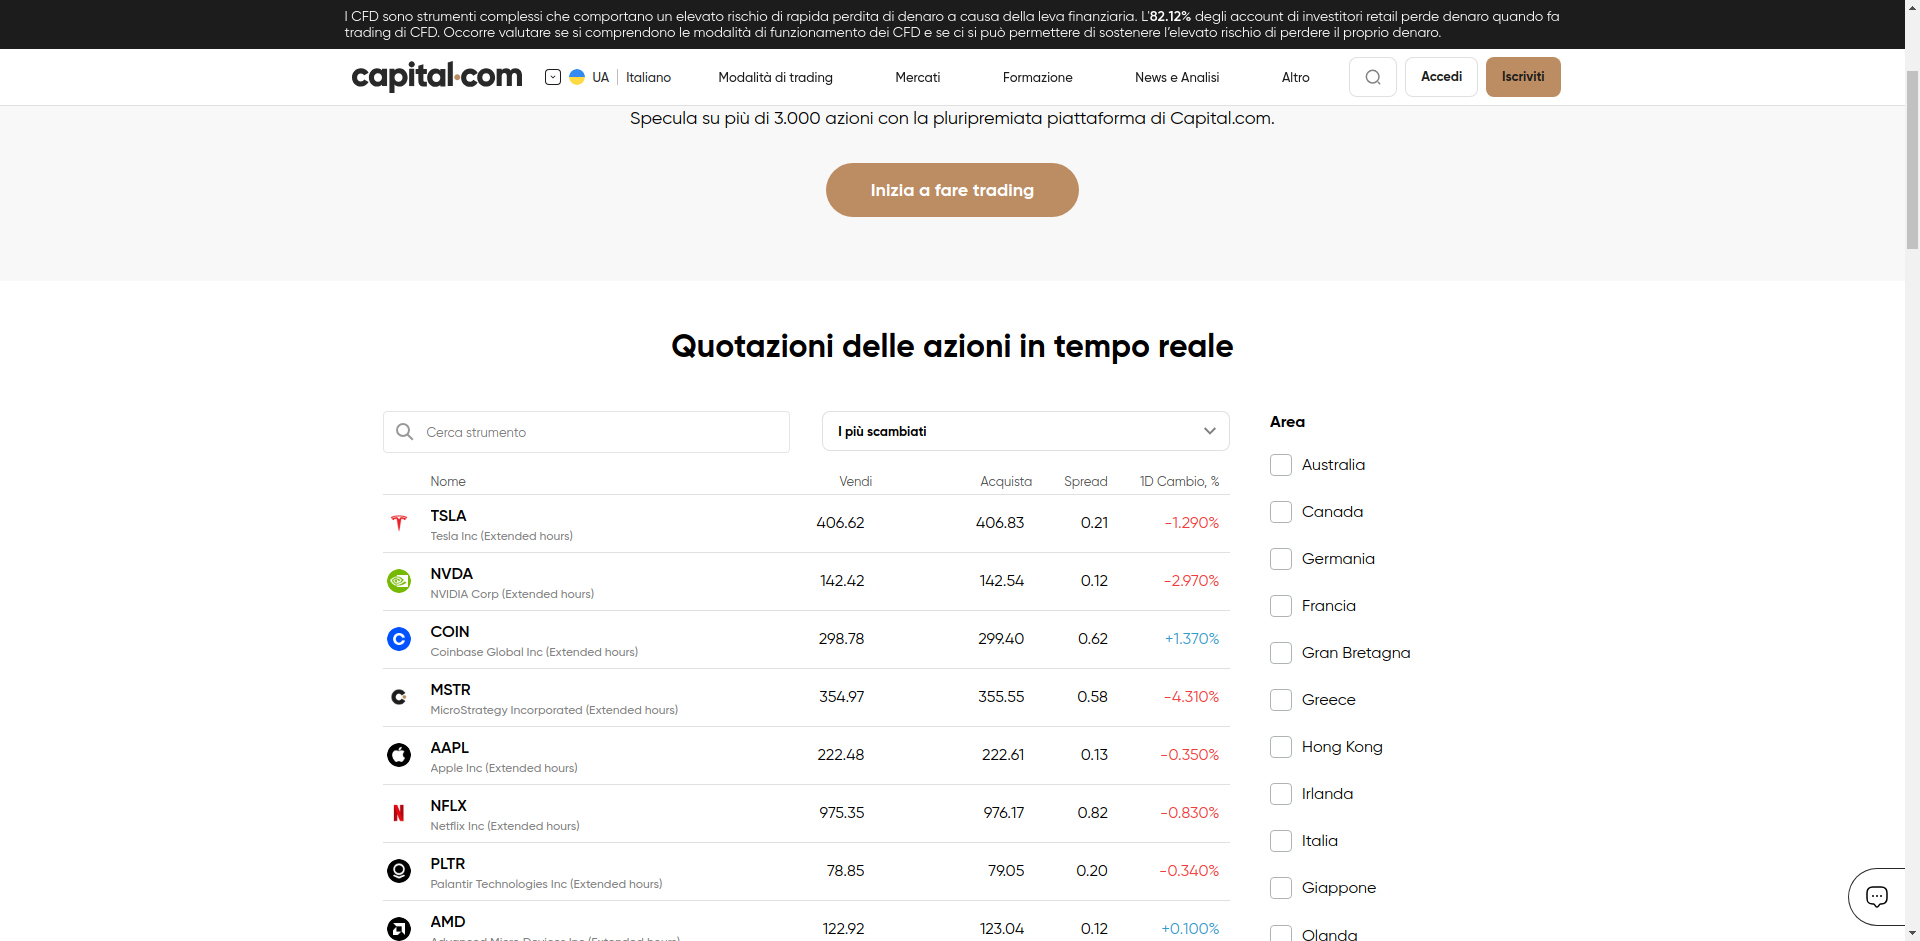 I CFD sono strumenti complessi che comportano un elevato rischio di rapida perdita di denaro a causa della leva finanziaria. L'82.12% degli account di investitori retail perde denaro quando fa
trading di CFD. Occorre valutare se si comprendono le modalità di funzionamento dei CFD e se ci si può permettere di sostenere l'elevato rischio di perdere il proprio denaro.
capital.com UA Italiano Modalità di trading Mercati Formazione News e Analisi Altro Accedi Iscriviti
Specula su più di 3.000 azioni con la pluripremiata piattaforma di Capital.com.
Inizia a fare trading
Quotazioni delle azioni in tempo reale
Cerca strumento I più scambiati
Nome Vendi Acquista Spread 1D Cambio, %
TSLA 406.62 406.83 0.21 -1.290%
Tesla Inc (Extended hours)
NVDA 142.42 142.54 0.12 -2.970%
NVIDIA Corp (Extended hours)
COIN 298.78 299.40 0.62 +1.370%
Coinbase Global Inc (Extended hours)
MSTR 354.97 355.55 0.58 -4.310%
MicroStrategy Incorporated (Extended hours)
AAPL 222.48 222.61 0.13 -0.350%
Apple Inc (Extended hours)
NFLX 975.35 976.17 0.82 -0.830%
Netflix Inc (Extended hours)
PLTR 78.85 79.05 0.20 -0.340%
Palantir Technologies Inc (Extended hours)
AMD 122.92 123.04 0.12 +0.100%
Advanced Micro Devices Inc (Extended hours)
Area
Australia
Canada
Germania
Francia
Gran Bretagna
Greece
Hong Kong
Irlanda
Italia
Giappone
Olanda